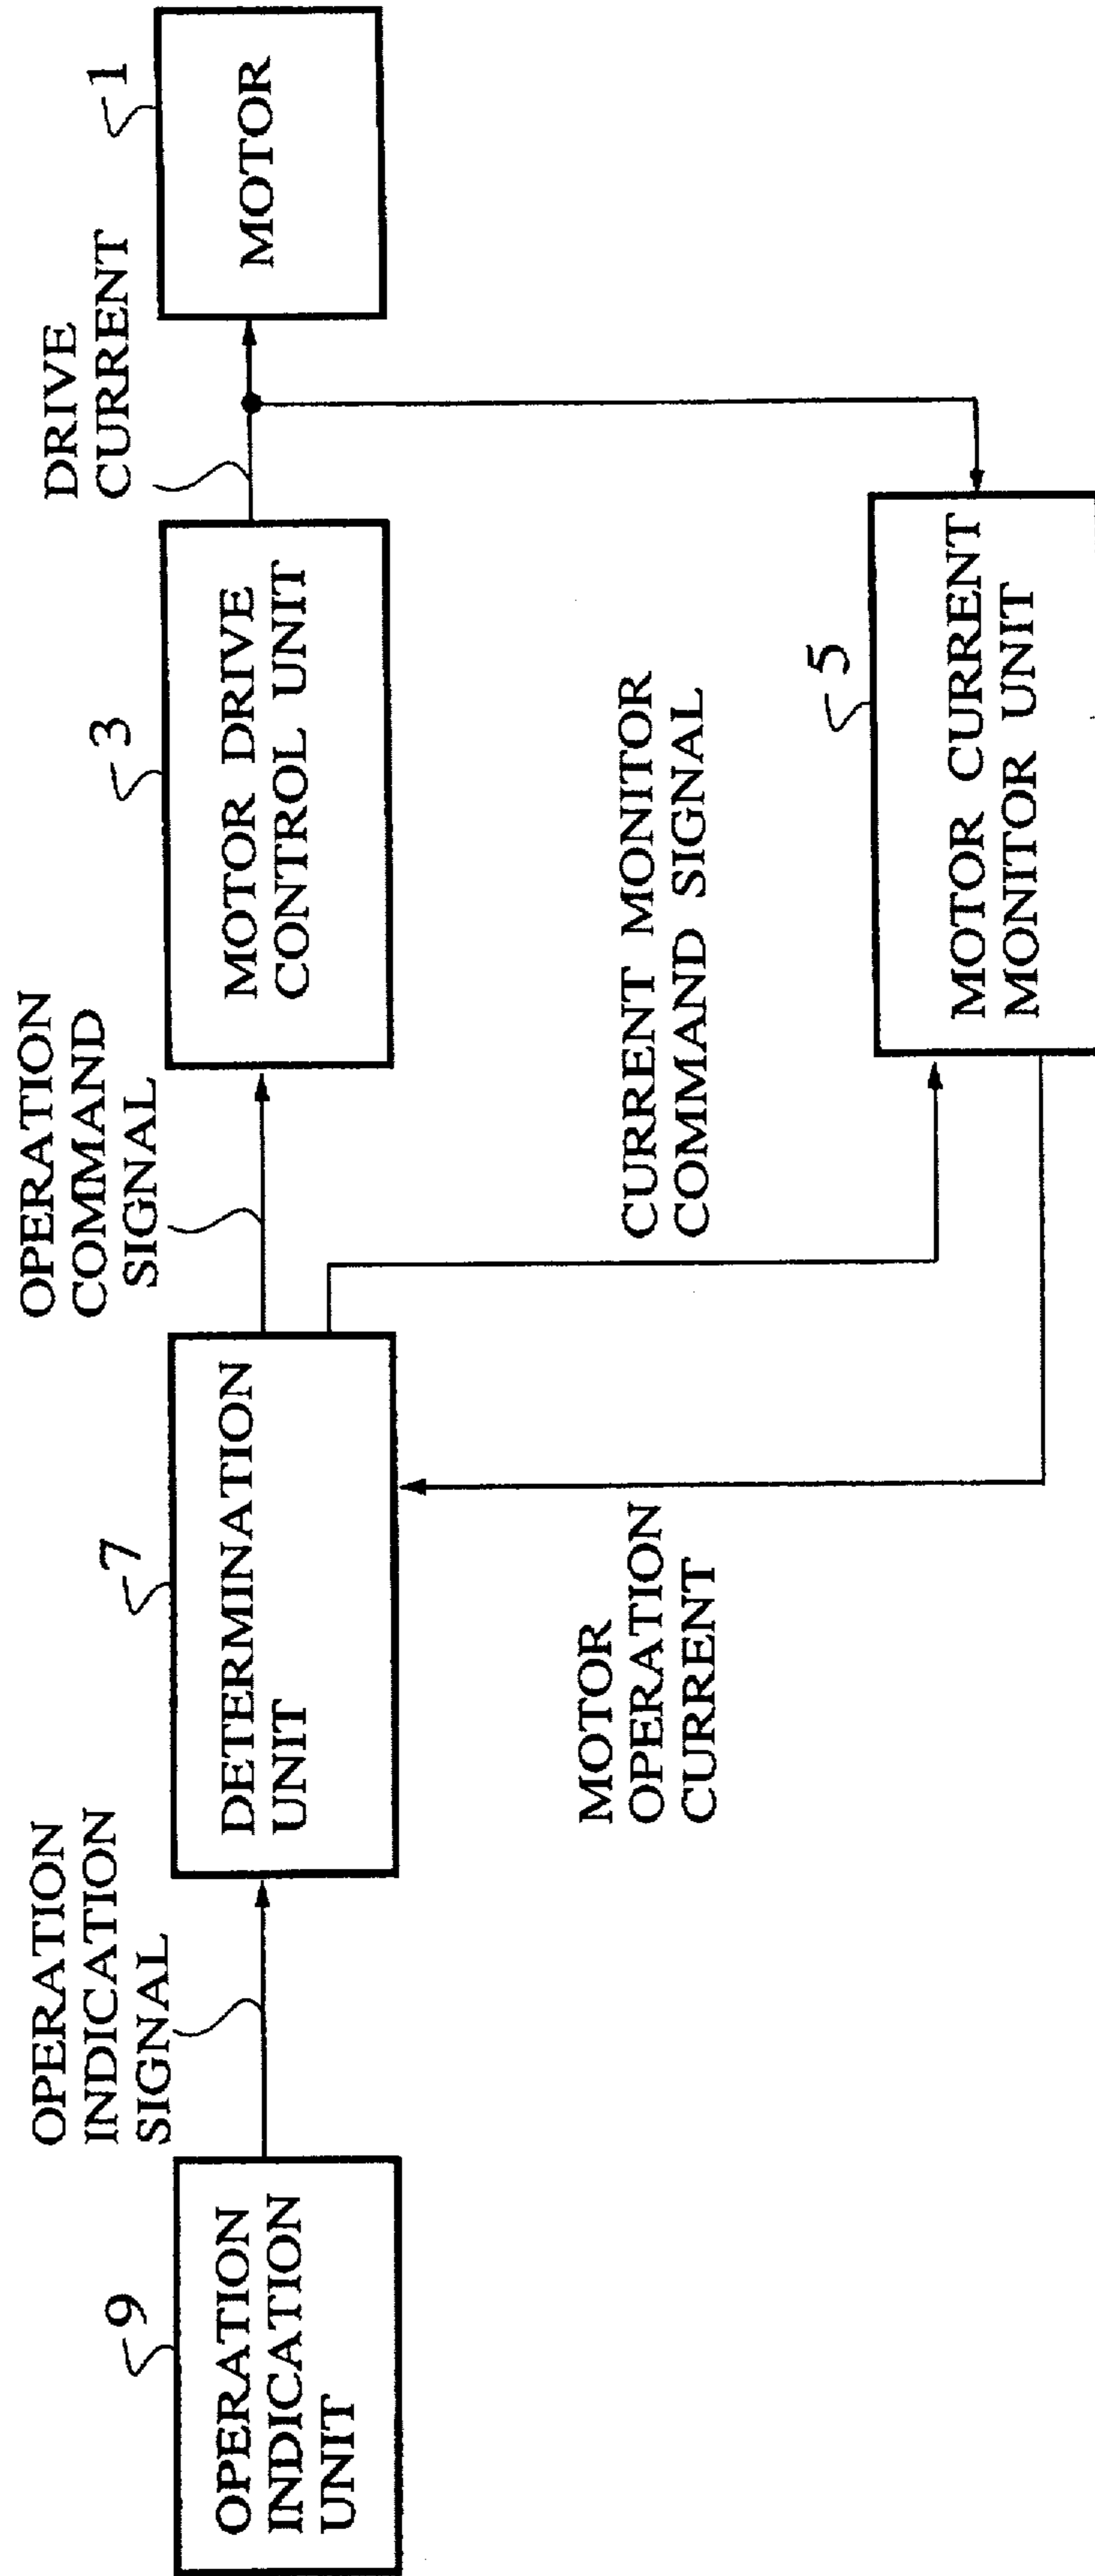 OPERATION
INDICATION
UNIT
9
OPERATION
INDICATION
SIGNAL
DETERMINATION
UNIT
7
OPERATION
COMMAND
SIGNAL
MOTOR DRIVE
CONTROL UNIT
3
DRIVE
CURRENT
MOTOR
1
MOTOR
OPERATION
CURRENT
CURRENT MONITOR
COMMAND SIGNAL
5
MOTOR CURRENT
MONITOR UNIT